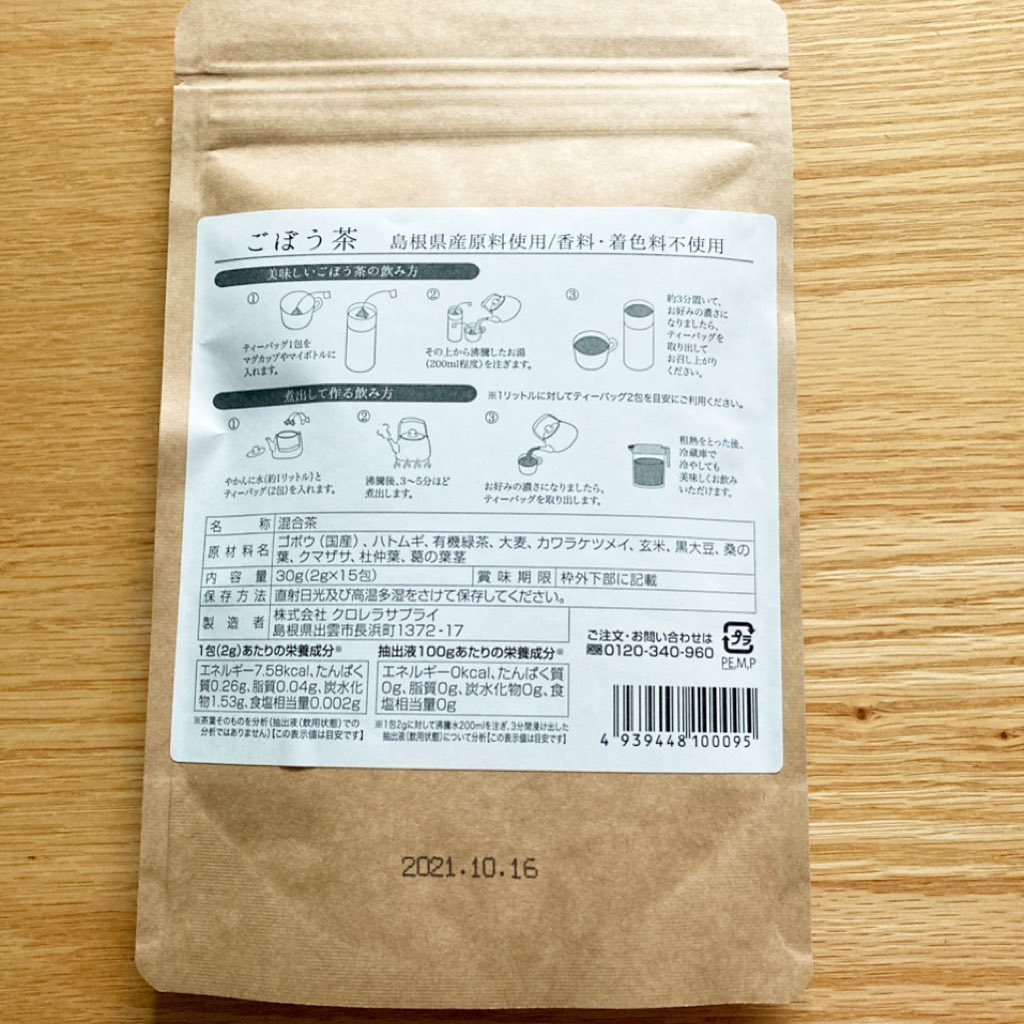 ごぼう茶 島根県産原料使用/香料・着色料不使用
美味しいごぼう茶の飲み方
①
ティーバッグ1包を
マグカップやマイボトルに
入れます。
②
その上から沸騰したお湯
(200ml程度)を注ぎます。
③
約3分置いて、
お好みの濃さに
なりましたら、
ティーバッグを
取り出して
お召し上がり
ください。
煮出して作る飲み方 ※1リットルに対してティーバッグ2包を目安にご利用ください。
①
やかんに水(約1リットル)と
ティーバッグ(2包)を入れます。
②
沸騰後、3〜5分ほど
煮出します。
③
お好みの濃さになりましたら、
ティーバッグを取り出します。
粗熱をとった後、
冷蔵庫で
冷やしても
美味しくお飲み
いただけます。
名称 混合茶
原材料名 ゴボウ(国産)、ハトムギ、有機緑茶、大麦、カワラケツメイ、玄米、黒大豆、桑の
葉、クマザサ、杜仲葉、葛の葉茎
内容量 30g(2g×15包) 賞味期限 枠外下部に記載
保存方法 直射日光及び高温多湿をさけて保存してください。
製造者 株式会社 クロレラサプライ
島根県出雲市長浜町1372-17
ご注文・お問い合わせは
0120-340-960
プラ
PE,M,P
1包(2g)あたりの栄養成分※
エネルギー7.58kcal、たんぱく
質0.26g、脂質0.04g、炭水化
物1.53g、食塩相当量0.002g
※茶葉そのものを分析(抽出液(飲用状態)での
分析ではありません)【この表示値は目安です】
抽出液100gあたりの栄養成分※
エネルギー0kcal、たんぱく質
0g、脂質0g、炭水化物0g、食
塩相当量0g
※1包2gに対して沸騰水200mlを注ぎ、3分間浸け出した
抽出液(飲用状態)について分析【この表示値は目安です】
4 939448 100095
2021.10.16